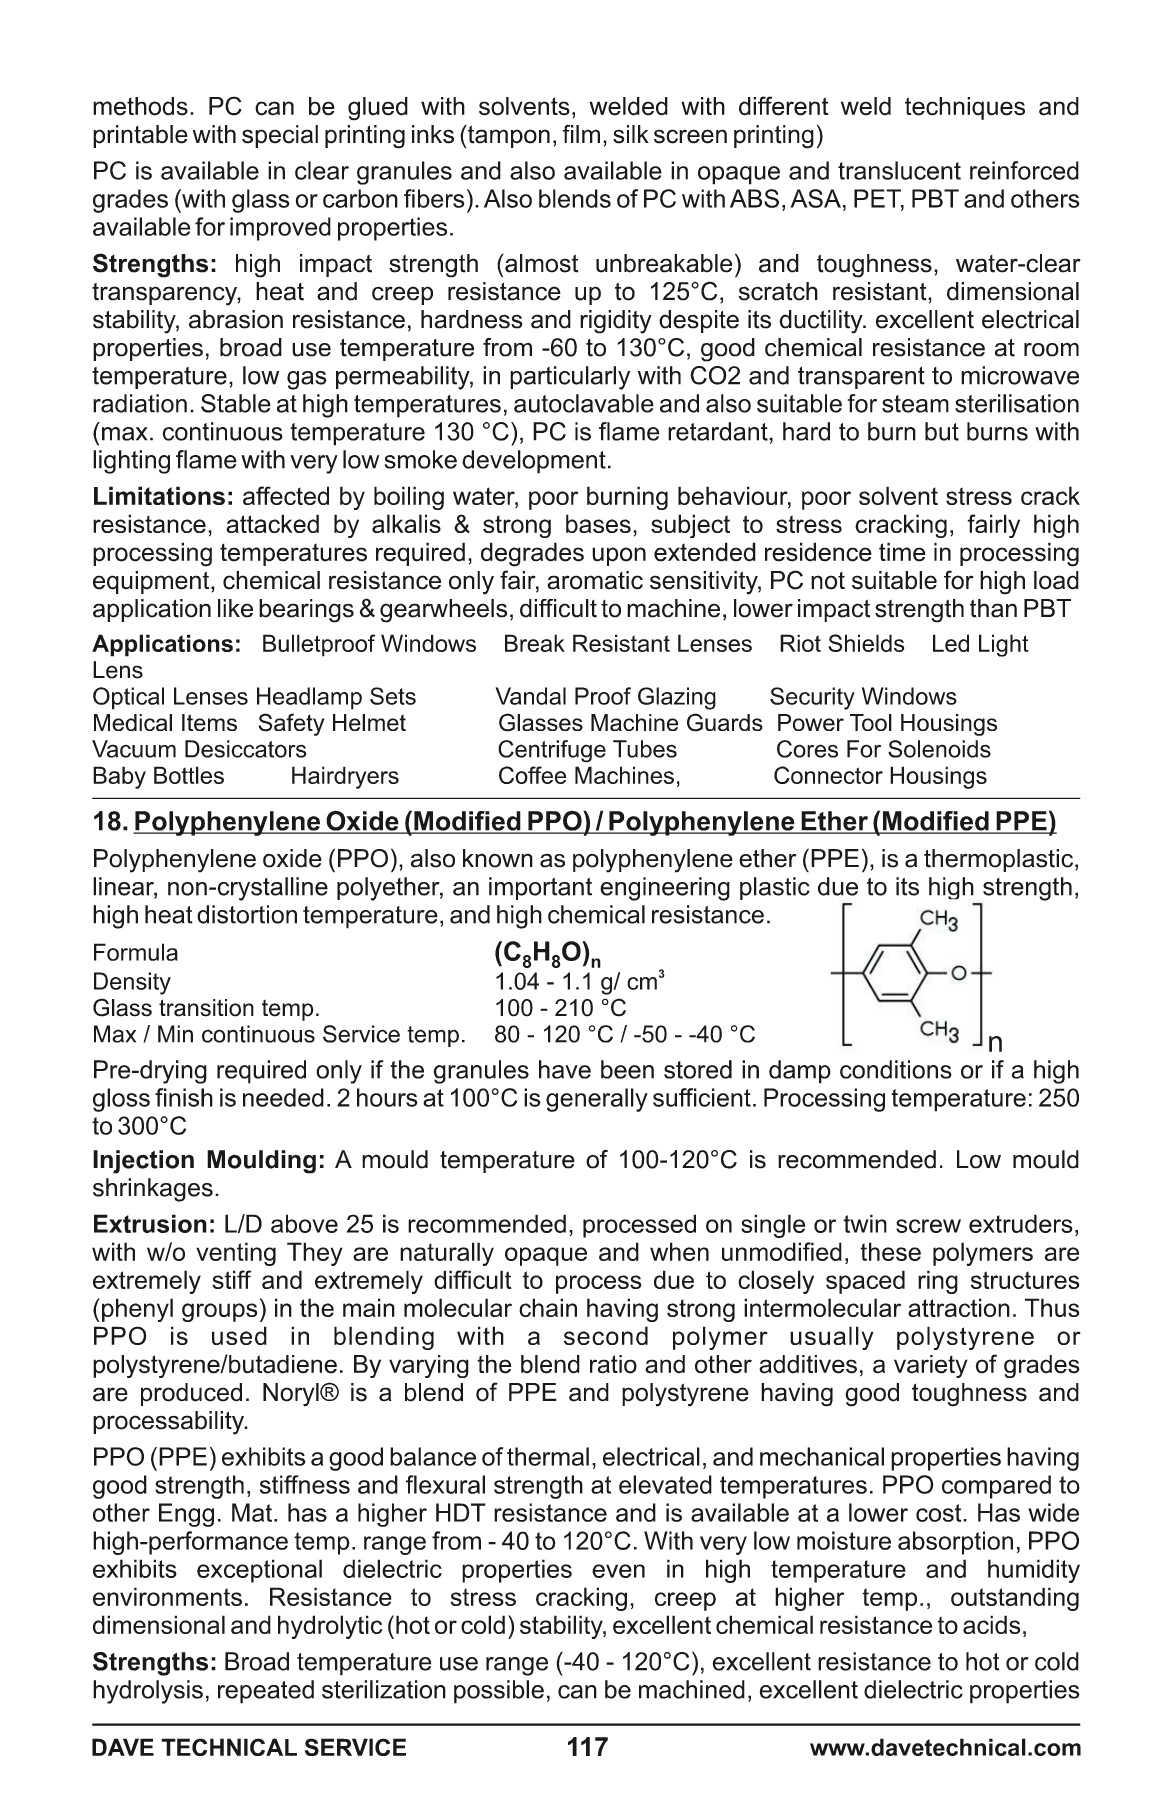 methods. PC can be glued with solvents, welded with different weld techniques and
printable with special printing inks (tampon, film, silk screen printing)
PC is available in clear granules and also available in opaque and translucent reinforced
grades (with glass or carbon fibers). Also blends of PC with ABS, ASA, PET, PBT and others
available for improved properties.
Strengths: high impact strength (almost unbreakable) and toughness, water-clear
transparency, heat and creep resistance up to 125°C, scratch resistant, dimensional
stability, abrasion resistance, hardness and rigidity despite its ductility. excellent electrical
properties, broad use temperature from -60 to 130°C, good chemical resistance at room
temperature, low gas permeability, in particularly with CO2 and transparent to microwave
radiation. Stable at high temperatures, autoclavable and also suitable for steam sterilisation
(max. continuous temperature 130 °C), PC is flame retardant, hard to burn but burns with
lighting flame with very low smoke development.
Limitations: affected by boiling water, poor burning behaviour, poor solvent stress crack
resistance, attacked by alkalis & strong bases, subject to stress cracking, fairly high
processing temperatures required, degrades upon extended residence time in processing
equipment, chemical resistance only fair, aromatic sensitivity, PC not suitable for high load
application like bearings & gearwheels, difficult to machine, lower impact strength than PBT
Applications: Bulletproof Windows Break Resistant Lenses Riot Shields Led Light
Lens
Optical Lenses Headlamp Sets Vandal Proof Glazing Security Windows
Medical Items Safety Helmet Glasses Machine Guards Power Tool Housings
Vacuum Desiccators Centrifuge Tubes Cores For Solenoids
Baby Bottles Hairdryers Coffee Machines, Connector Housings
18. Polyphenylene Oxide (Modified PPO) / Polyphenylene Ether (Modified PPE)
Polyphenylene oxide (PPO), also known as polyphenylene ether (PPE), is a thermoplastic,
linear, non-crystalline polyether, an important engineering plastic due to its high strength,
high heat distortion temperature, and high chemical resistance.
CH3
Formula (C8H8O)n
Density 1.04 - 1.1 g/ cm³
O
Glass transition temp. 100 - 210 °C
Max / Min continuous Service temp. 80 - 120 °C / -50 - -40 °C
CH3
n
Pre-drying required only if the granules have been stored in damp conditions or if a high
gloss finish is needed. 2 hours at 100°C is generally sufficient. Processing temperature: 250
to 300°C
Injection Moulding: A mould temperature of 100-120°C is recommended. Low mould
shrinkages.
Extrusion: L/D above 25 is recommended, processed on single or twin screw extruders,
with w/o venting They are naturally opaque and when unmodified, these polymers are
extremely stiff and extremely difficult to process due to closely spaced ring structures
(phenyl groups) in the main molecular chain having strong intermolecular attraction. Thus
PPO is used in blending with a second polymer usually polystyrene or
polystyrene/butadiene. By varying the blend ratio and other additives, a variety of grades
are produced. Noryl® is a blend of PPE and polystyrene having good toughness and
processability.
PPO (PPE) exhibits a good balance of thermal, electrical, and mechanical properties having
good strength, stiffness and flexural strength at elevated temperatures. PPO compared to
other Engg. Mat. has a higher HDT resistance and is available at a lower cost. Has wide
high-performance temp. range from - 40 to 120°C. With very low moisture absorption, PPO
exhibits exceptional dielectric properties even in high temperature and humidity
environments. Resistance to stress cracking, creep at higher temp., outstanding
dimensional and hydrolytic (hot or cold) stability, excellent chemical resistance to acids,
Strengths: Broad temperature use range (-40 - 120°C), excellent resistance to hot or cold
hydrolysis, repeated sterilization possible, can be machined, excellent dielectric properties
DAVE TECHNICAL SERVICE 117 www.davetechnical.com